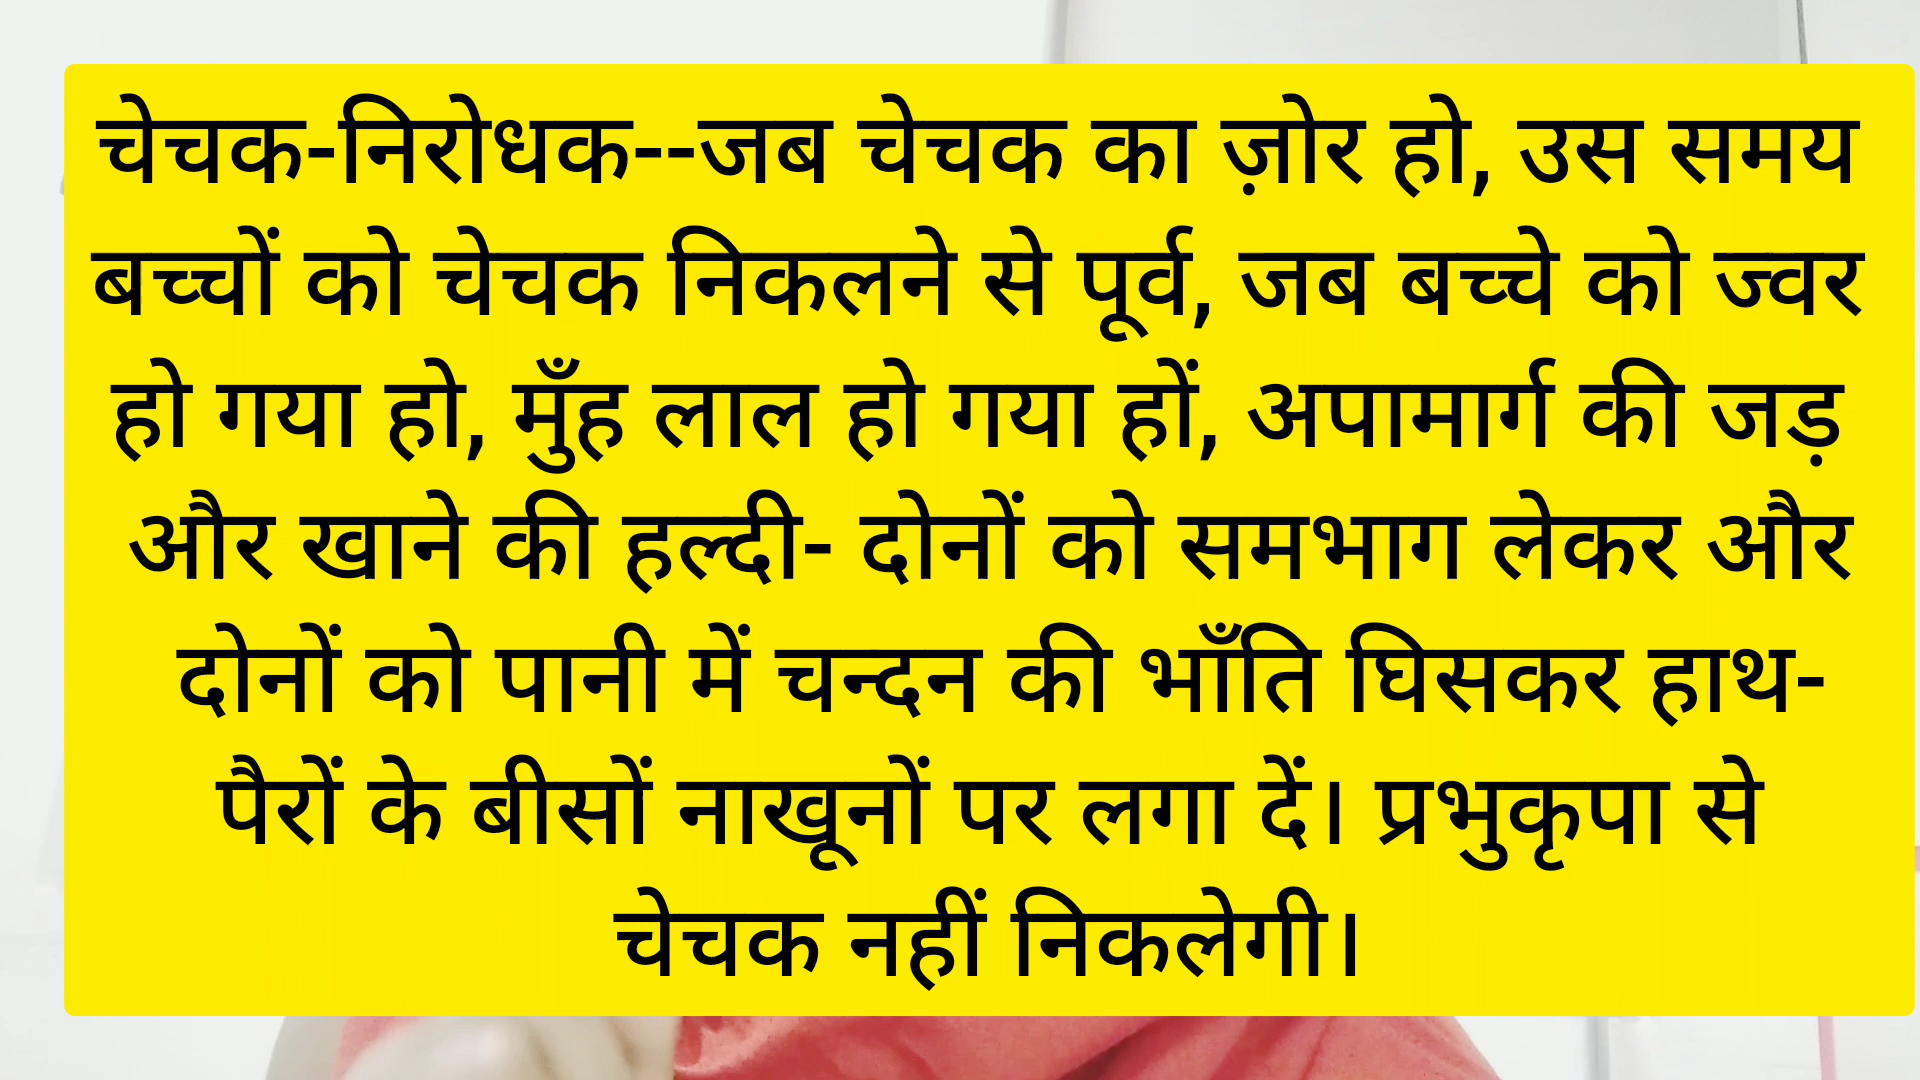 चेचक-निरोधक--जब चेचक का ज़ोर हो, उस समय
बच्चों को चेचक निकलने से पूर्व, जब बच्चे को ज्वर
हो गया हो, मुँह लाल हो गया हों, अपामार्ग की जड़
और खाने की हल्दी- दोनों को समभाग लेकर और
दोनों को पानी में चन्दन की भाँति घिसकर हाथ-
पैरों के बीसों नाखूनों पर लगा दें। प्रभुकृपा से
चेचक नहीं निकलेगी।